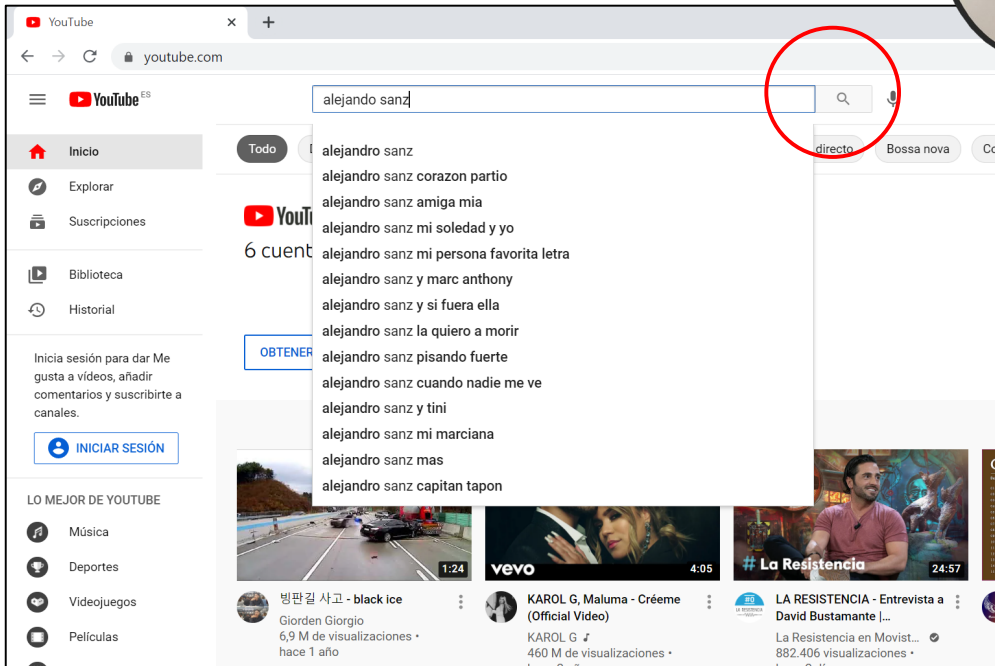 YouTube
youtube.com
YouTube ES
alejando sanz
Inicio
Explorar
Suscripciones
Biblioteca
Historial
Inicia sesión para dar Me
gusta a vídeos, añadir
comentarios y suscribirte a
canales.
INICIAR SESIÓN
LO MEJOR DE YOUTUBE
Música
Deportes
Videojuegos
Películas
Todo
directo
Bossa nova
alejandro sanz
alejandro sanz corazon partio
alejandro sanz amiga mia
alejandro sanz mi soledad y yo
alejandro sanz mi persona favorita letra
alejandro sanz y marc anthony
alejandro sanz y si fuera ella
alejandro sanz la quiero a morir
alejandro sanz pisando fuerte
alejandro sanz cuando nadie me ve
alejandro sanz y tini
alejandro sanz mi marciana
alejandro sanz mas
alejandro sanz capitan tapon
6 cuent
OBTENER
1:24
빙판길 사고 - black ice
Giorden Giorgio
6,9 M de visualizaciones •
hace 1 año
vevo
4:05
KAROL G, Maluma - Créeme
(Official Video)
KAROL G
460 M de visualizaciones •
# La Resistencia
24:57
LA RESISTENCIA - Entrevista a
David Bustamante |...
La Resistencia en Movist...
882.406 visualizaciones •